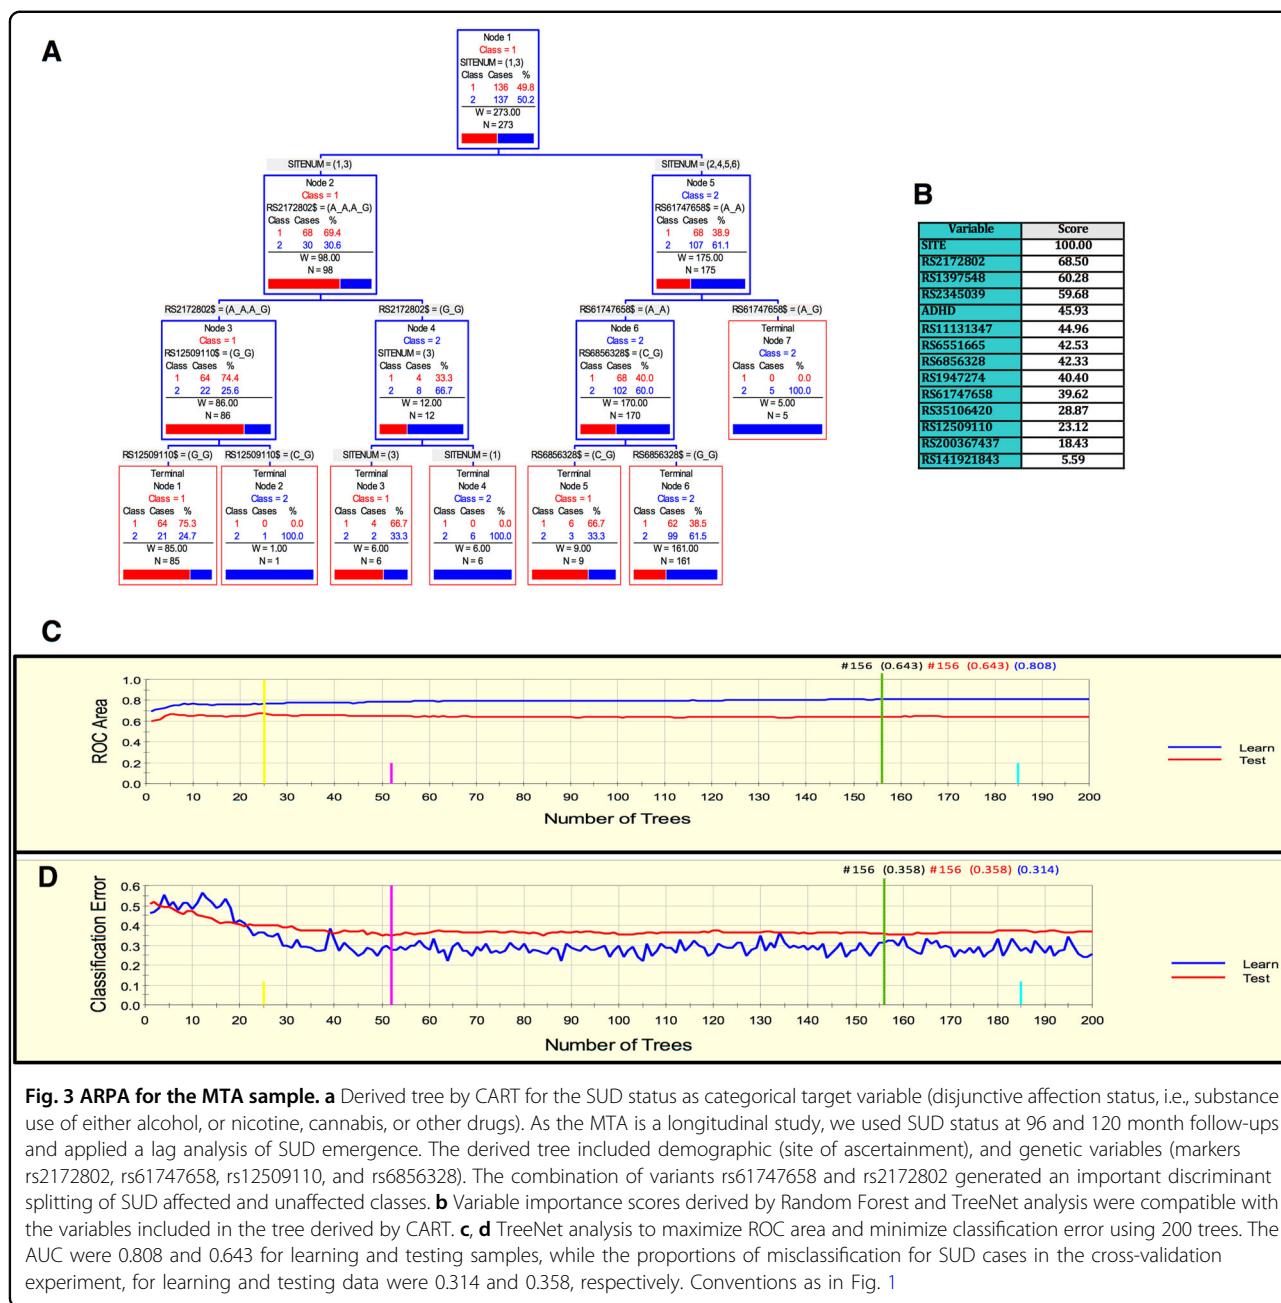 A
Node 1
Class = 1
SITENUM = (1,3)
Class Cases %
1 136 49.8
2 137 50.2
W = 273.00
N = 273
SITENUM = (1,3)
SITENUM = (2,4,5,6)
Node 2
Class = 1
RS2172802$ = (A_A,A_G)
Class Cases %
1 68 69.4
2 30 30.6
W = 98.00
N = 98
Node 5
Class = 2
RS61747658$ = (A_A)
Class Cases %
1 68 38.9
2 107 61.1
W = 175.00
N = 175
RS2172802$ = (A_A,A_G)
RS2172802$ = (G_G)
RS61747658$ = (A_A)
RS61747658$ = (A_G)
Node 3
Class = 1
RS12509110$ = (G_G)
Class Cases %
1 64 74.4
2 22 25.6
W = 86.00
N = 86
Node 4
Class = 2
SITENUM = (3)
Class Cases %
1 4 33.3
2 8 66.7
W = 12.00
N = 12
Node 6
Class = 2
RS6856328$ = (C_G)
Class Cases %
1 68 40.0
2 102 60.0
W = 170.00
N = 170
Terminal
Node 7
Class = 2
Class Cases %
1 0 0.0
2 5 100.0
W = 5.00
N = 5
RS12509110$ = (G_G)
RS12509110$ = (C_G)
SITENUM = (3)
SITENUM = (1)
RS6856328$ = (C_G)
RS6856328$ = (G_G)
Terminal
Node 1
Class = 1
Class Cases %
1 64 75.3
2 21 24.7
W = 85.00
N = 85
Terminal
Node 2
Class = 2
Class Cases %
1 0 0.0
2 1 100.0
W = 1.00
N = 1
Terminal
Node 3
Class = 1
Class Cases %
1 4 66.7
2 2 33.3
W = 6.00
N = 6
Terminal
Node 4
Class = 2
Class Cases %
1 0 0.0
2 6 100.0
W = 6.00
N = 6
Terminal
Node 5
Class = 1
Class Cases %
1 6 66.7
2 3 33.3
W = 9.00
N = 9
Terminal
Node 6
Class = 2
Class Cases %
1 62 38.5
2 99 61.5
W = 161.00
N = 161
B
Variable Score
SITE 100.00
RS2172802 68.50
RS1397548 60.28
RS2345039 59.68
ADHD 45.93
RS11131347 44.96
RS6551665 42.53
RS6856328 42.33
RS1947274 40.40
RS61747658 39.62
RS35106420 28.87
RS12509110 23.12
RS200367437 18.43
RS141921843 5.59
C
#156 (0.643) #156 (0.643) (0.808)
ROC Area
1.0
0.8
0.6
0.4
0.2
0.0
0 10 20 30 40 50 60 70 80 90 100 110 120 130 140 150 160 170 180 190 200
Number of Trees
Learn
Test
D
#156 (0.358) #156 (0.358) (0.314)
Classification Error
0.6
0.5
0.4
0.3
0.2
0.1
0.0
0 10 20 30 40 50 60 70 80 90 100 110 120 130 140 150 160 170 180 190 200
Number of Trees
Learn
Test
Fig. 3 ARPA for the MTA sample. a Derived tree by CART for the SUD status as categorical target variable (disjunctive affection status, i.e., substance
use of either alcohol, or nicotine, cannabis, or other drugs). As the MTA is a longitudinal study, we used SUD status at 96 and 120 month follow-ups
and applied a lag analysis of SUD emergence. The derived tree included demographic (site of ascertainment), and genetic variables (markers
rs2172802, rs61747658, rs12509110, and rs6856328). The combination of variants rs61747658 and rs2172802 generated an important discriminant
splitting of SUD affected and unaffected classes. b Variable importance scores derived by Random Forest and TreeNet analysis were compatible with
the variables included in the tree derived by CART. c, d TreeNet analysis to maximize ROC area and minimize classification error using 200 trees. The
AUC were 0.808 and 0.643 for learning and testing samples, while the proportions of misclassification for SUD cases in the cross-validation
experiment, for learning and testing data were 0.314 and 0.358, respectively. Conventions as in Fig. 1